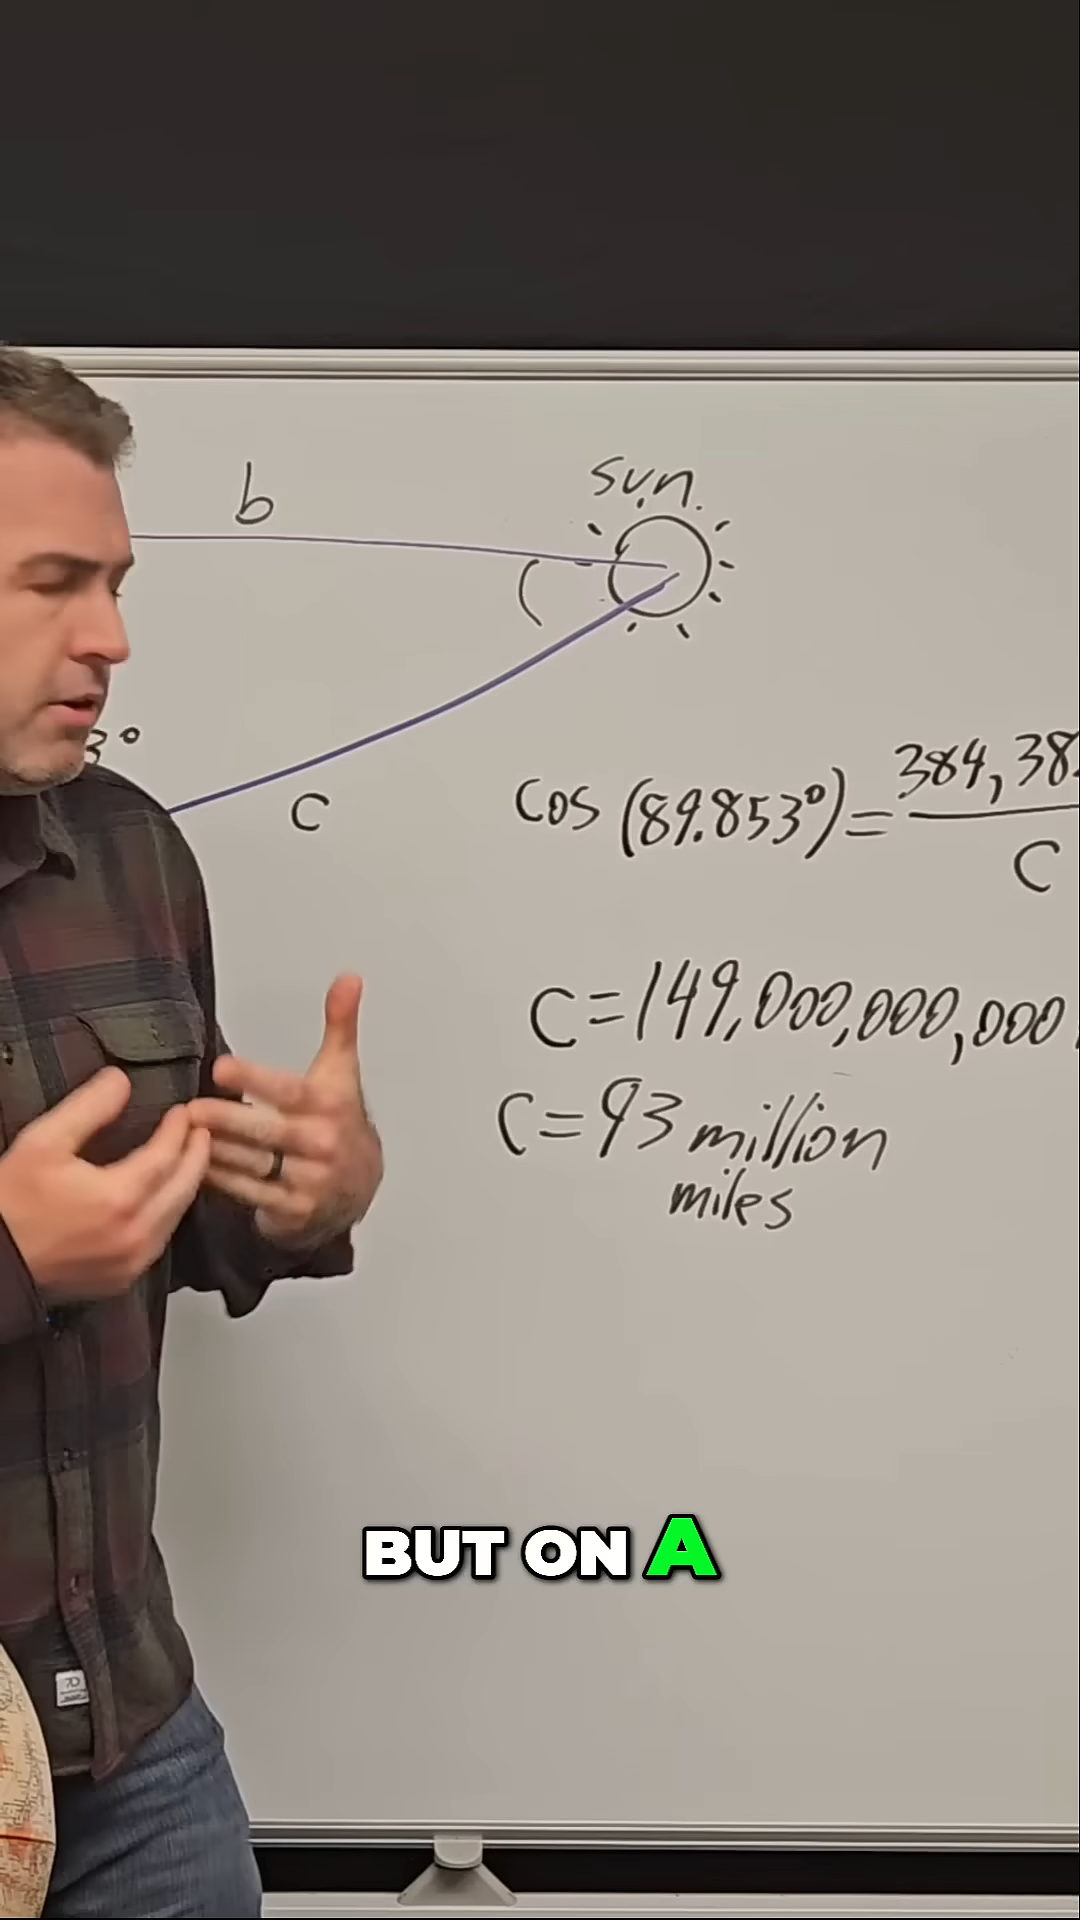 sun.
b
3°
c
cos (89.853°) = 384,38
C
C = 149,000,000,000
C = 93 million
miles
BUT ON A